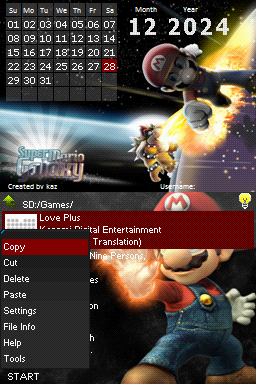 Su Mo Tu We Th Fr Sa
01 02 03 04 05 06 07
08 09 10 11 12 13 14
15 16 17 18 19 20 21
22 23 24 25 26 27 28
29 30 31
Month Year
12 2024
Super Mario
Galaxy
Created by kaz
Username:
SD:/Games/
Love Plus
Konami Digital Entertainment
Translation)
Nine Persons,
Copy
Cut
Delete
Paste
Settings
File Info
Help
Tools
START